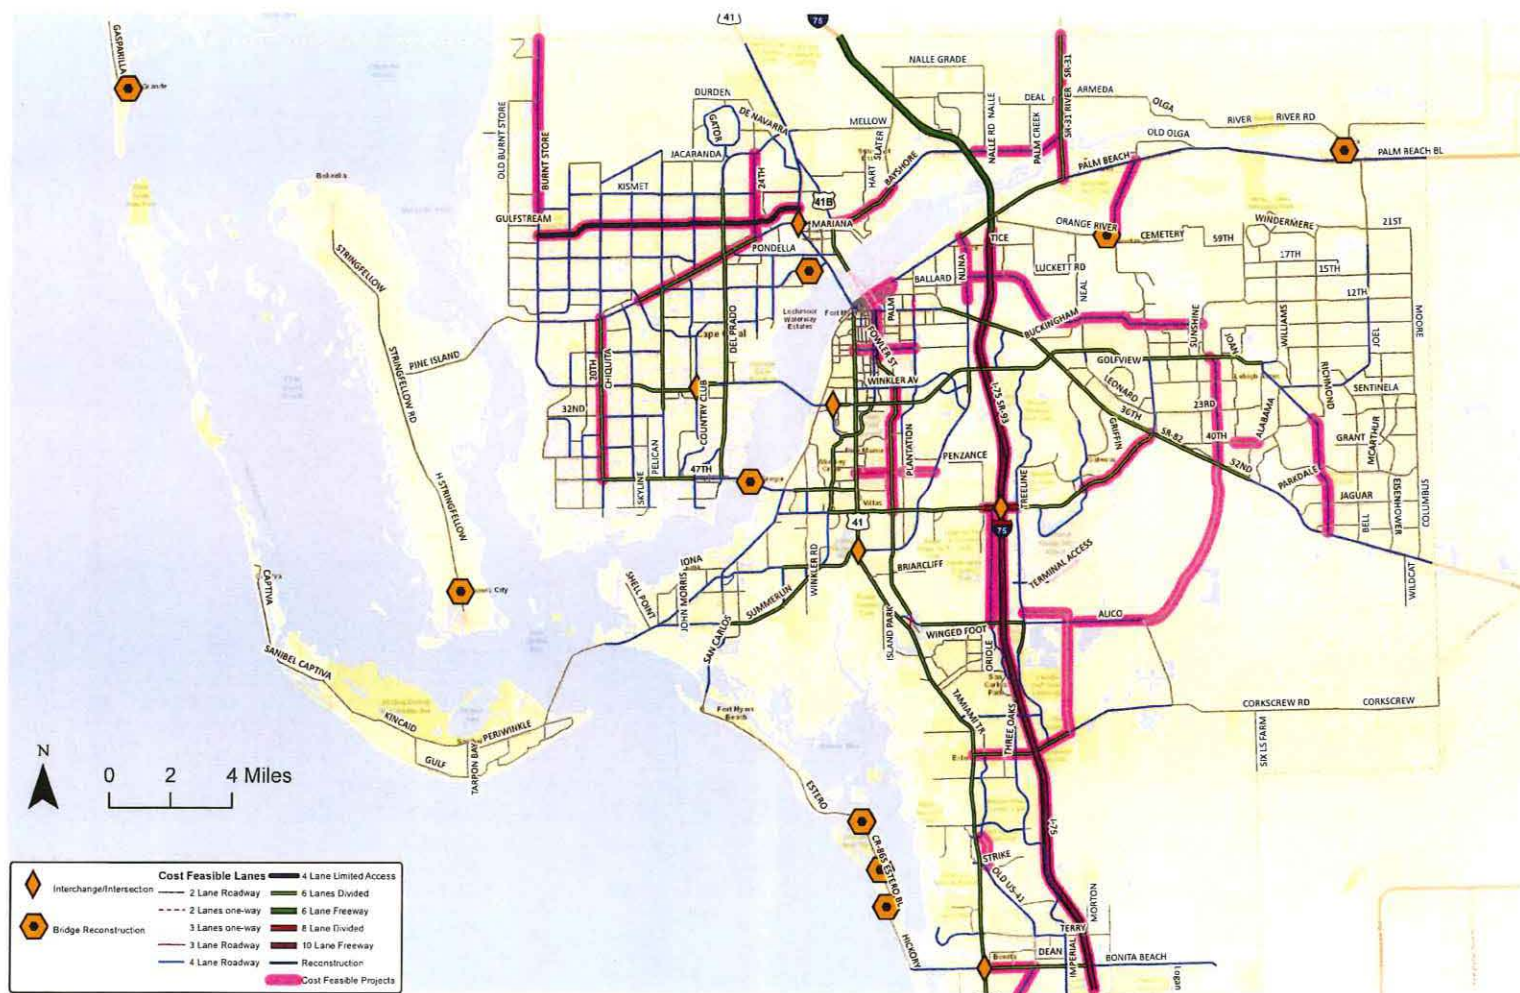 41
75
GASPARILLA
NALLE GRADE
SR-31
DURDEN
DE NAVARRA
GATOR
MELLOW
SLATER
HART
NALLE RD NALLE
DEAL
PALM CREEK
SR-31 RIVER
ARMEDA
OLGA
RIVER
RIVER RD
OLD OLGA
PALM BEACH
PALM BEACH BL
OLD BURNT STORE
BURNT STORE
JACARANDA
KISMET
24TH
BAYSHORE
41B
GULFSTREAM
MARIANA
PONDELLA
ORANGE RIVER
CEMETERY
WINDERMERE
21ST
59TH
TICE
NUNA
LUCKETT RD
17TH
15TH
12TH
BALLARD
NEAL
STRINGFELLOW
PALM
BUCKINGHAM
SUNSHINE
WILLIAMS
JOAN
JOEL
MOORE
Lochmoor
Waterway
Estates
Cape Coral
DEL PRADO
FOWLER ST
GOLFVIEW
PINE ISLAND
STRINGFELLOW RD
20TH
CHIQUITA
COUNTRY CLUB
WINKLER AV
I-75 SR-93
LEONARD
36TH
23RD
RICHMOND
SENTINELA
ALABAMA
32ND
GRIFFIN
SR-82
40TH
GRANT
MCARTHUR
PLANTATION
PENZANCE
52ND
PARKDALE
PELICAN
SKYLINE
47TH
TREELINE
JAGUAR
BELL
EISENHOWER
COLUMBUS
H STRINGFELLOW
Villas
41
75
TERMINAL ACCESS
WILDCAT
CAPTIVA
IONA
SHELL POINT
JOHN MORRIS
SUMMERLIN
WINKLER RD
BRIARCLIFF
SAN CARLOS
ISLAND PARK
WINGED FOOT
ORIOLE
ALICO
SANIBEL CAPTIVA
KINCAID
PERIWINKLE
GULF
TARPON BAY
Fort Myers
Beach
TAMIAMI TR
THREE OAKS
CORKSCREW RD
CORKSCREW
SIX LS FARM
N
0 2 4 Miles
ESTERO
I-75
CR-865 ESTERO BL
STRIKE
OLD US-41
MORTON
TERRY
HICKORY
DEAN
IMPERIAL
BONITA BEACH
Bonita
Logan
Interchange/Intersection
Bridge Reconstruction
Cost Feasible Lanes
2 Lane Roadway
2 Lanes one-way
3 Lanes one-way
3 Lane Roadway
4 Lane Roadway
4 Lane Limited Access
6 Lanes Divided
6 Lane Freeway
8 Lane Divided
10 Lane Freeway
Reconstruction
Cost Feasible Projects